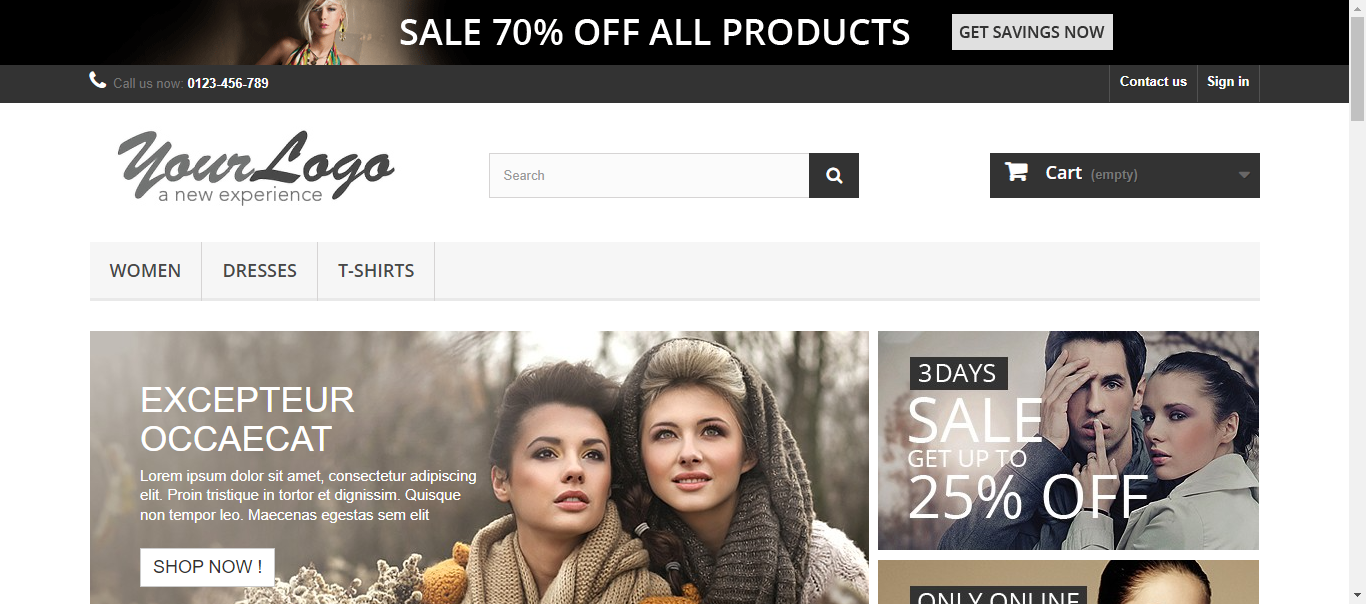 SALE 70% OFF ALL PRODUCTS GET SAVINGS NOW
Call us now: 0123-456-789 Contact us Sign in
YourLogo
a new experience
Search
Cart (empty)
WOMEN DRESSES T-SHIRTS
EXCEPTEUR
OCCAECAT
Lorem ipsum dolor sit amet, consectetur adipiscing
elit. Proin tristique in tortor et dignissim. Quisque
non tempor leo. Maecenas egestas sem elit
SHOP NOW !
3 DAYS
SALE
GET UP TO
25% OFF
ONLY ONLINE